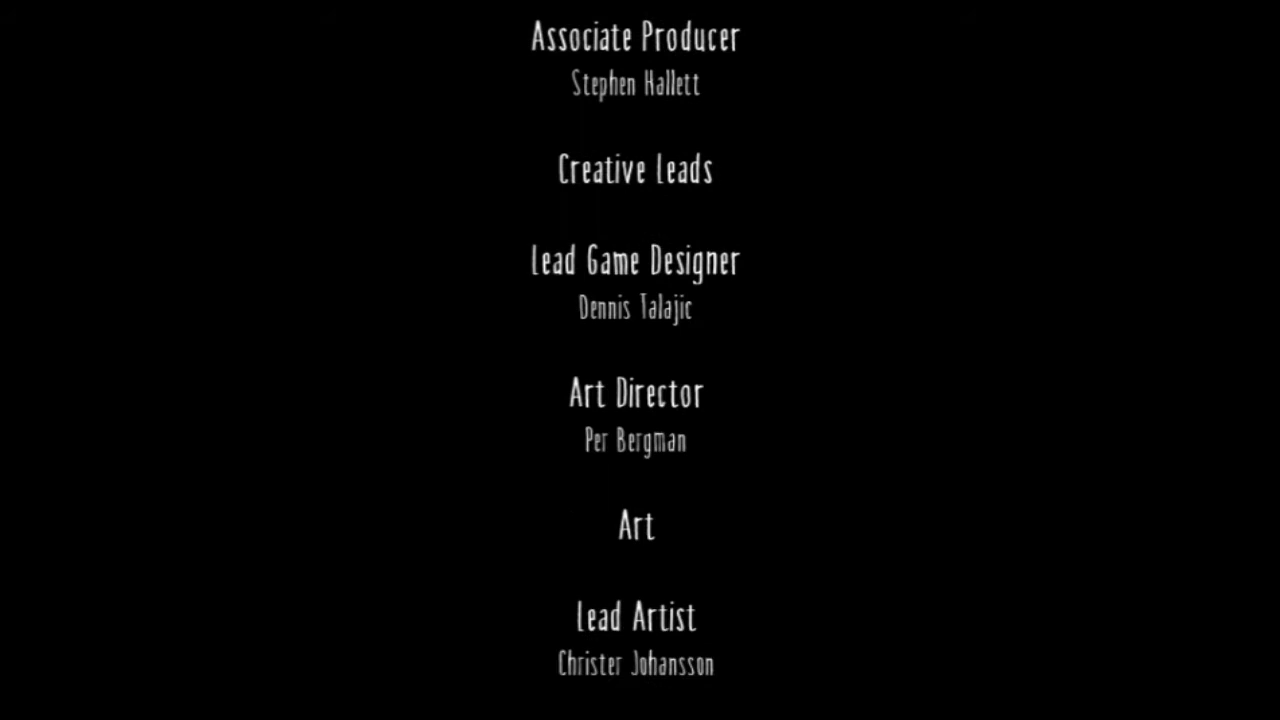 Associate Producer
Stephen Hallett
Creative Leads
Lead Game Designer
Dennis Talajic
Art Director
Per Bergman
Art
Lead Artist
Christer Johansson